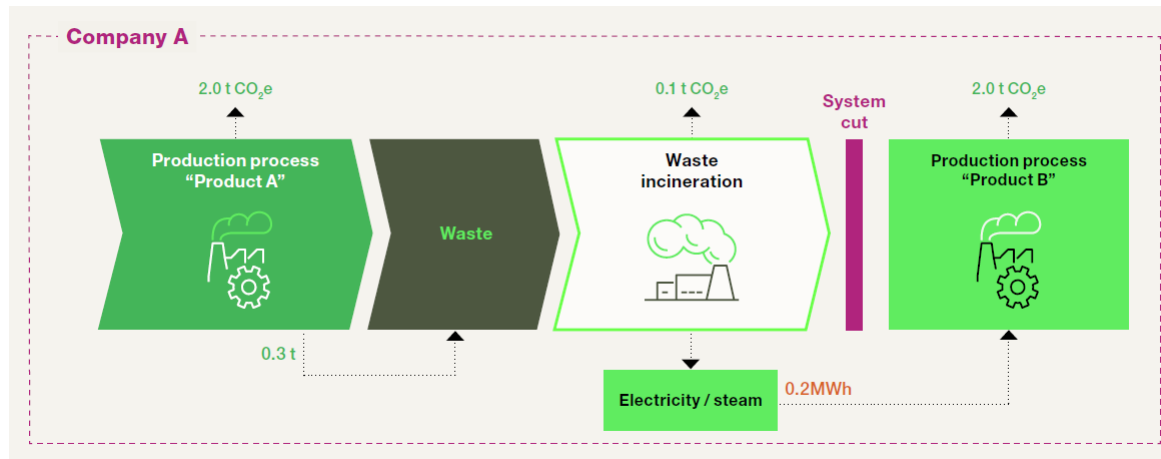 Company A
2.0 t CO₂e
0.1 t CO₂e
2.0 t CO₂e
System
cut
Production process
“Product A”
Waste
Waste
incineration
Production process
“Product B”
0.3 t
Electricity / steam
0.2MWh